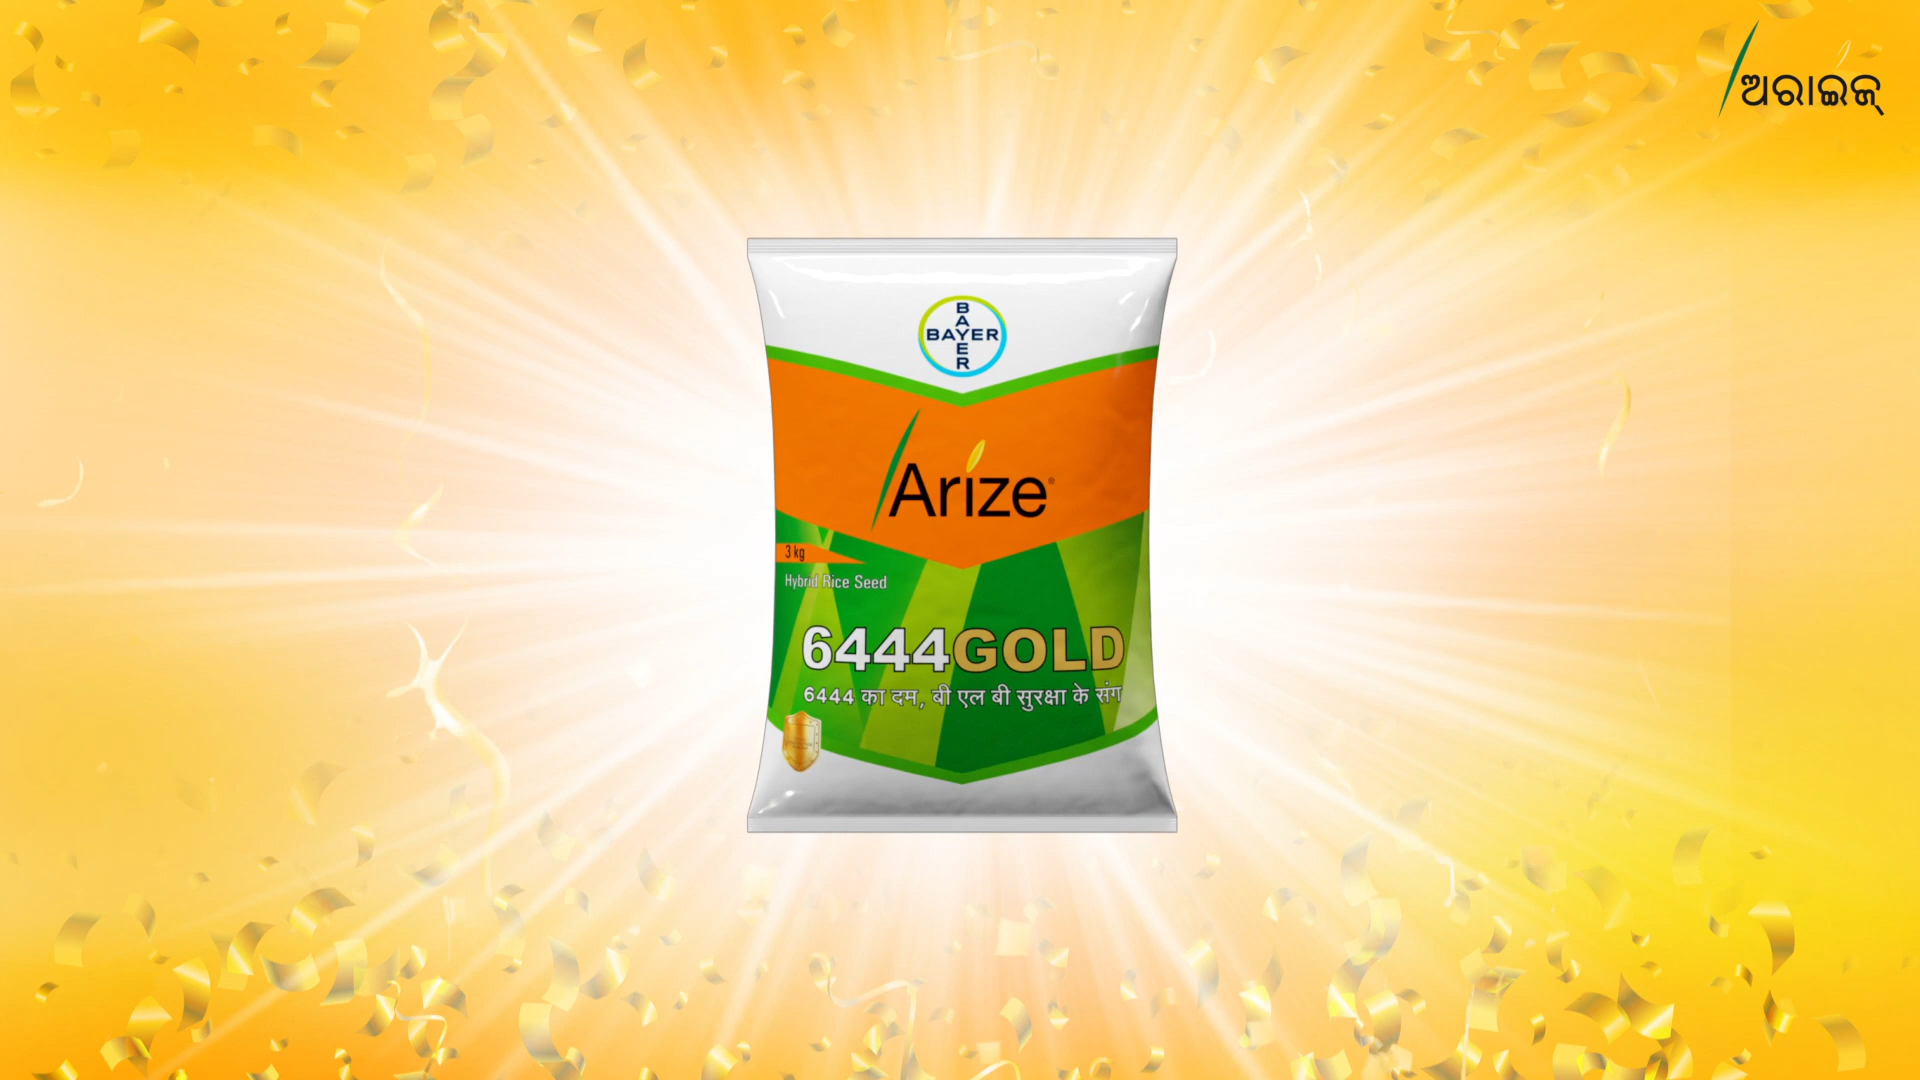 ଅରାଇଜ୍
BAYER
BAYER
Arize®
3 kg
Hybrid Rice Seed
6444GOLD
6444 का दम, बी एल बी सुरक्षा के संग